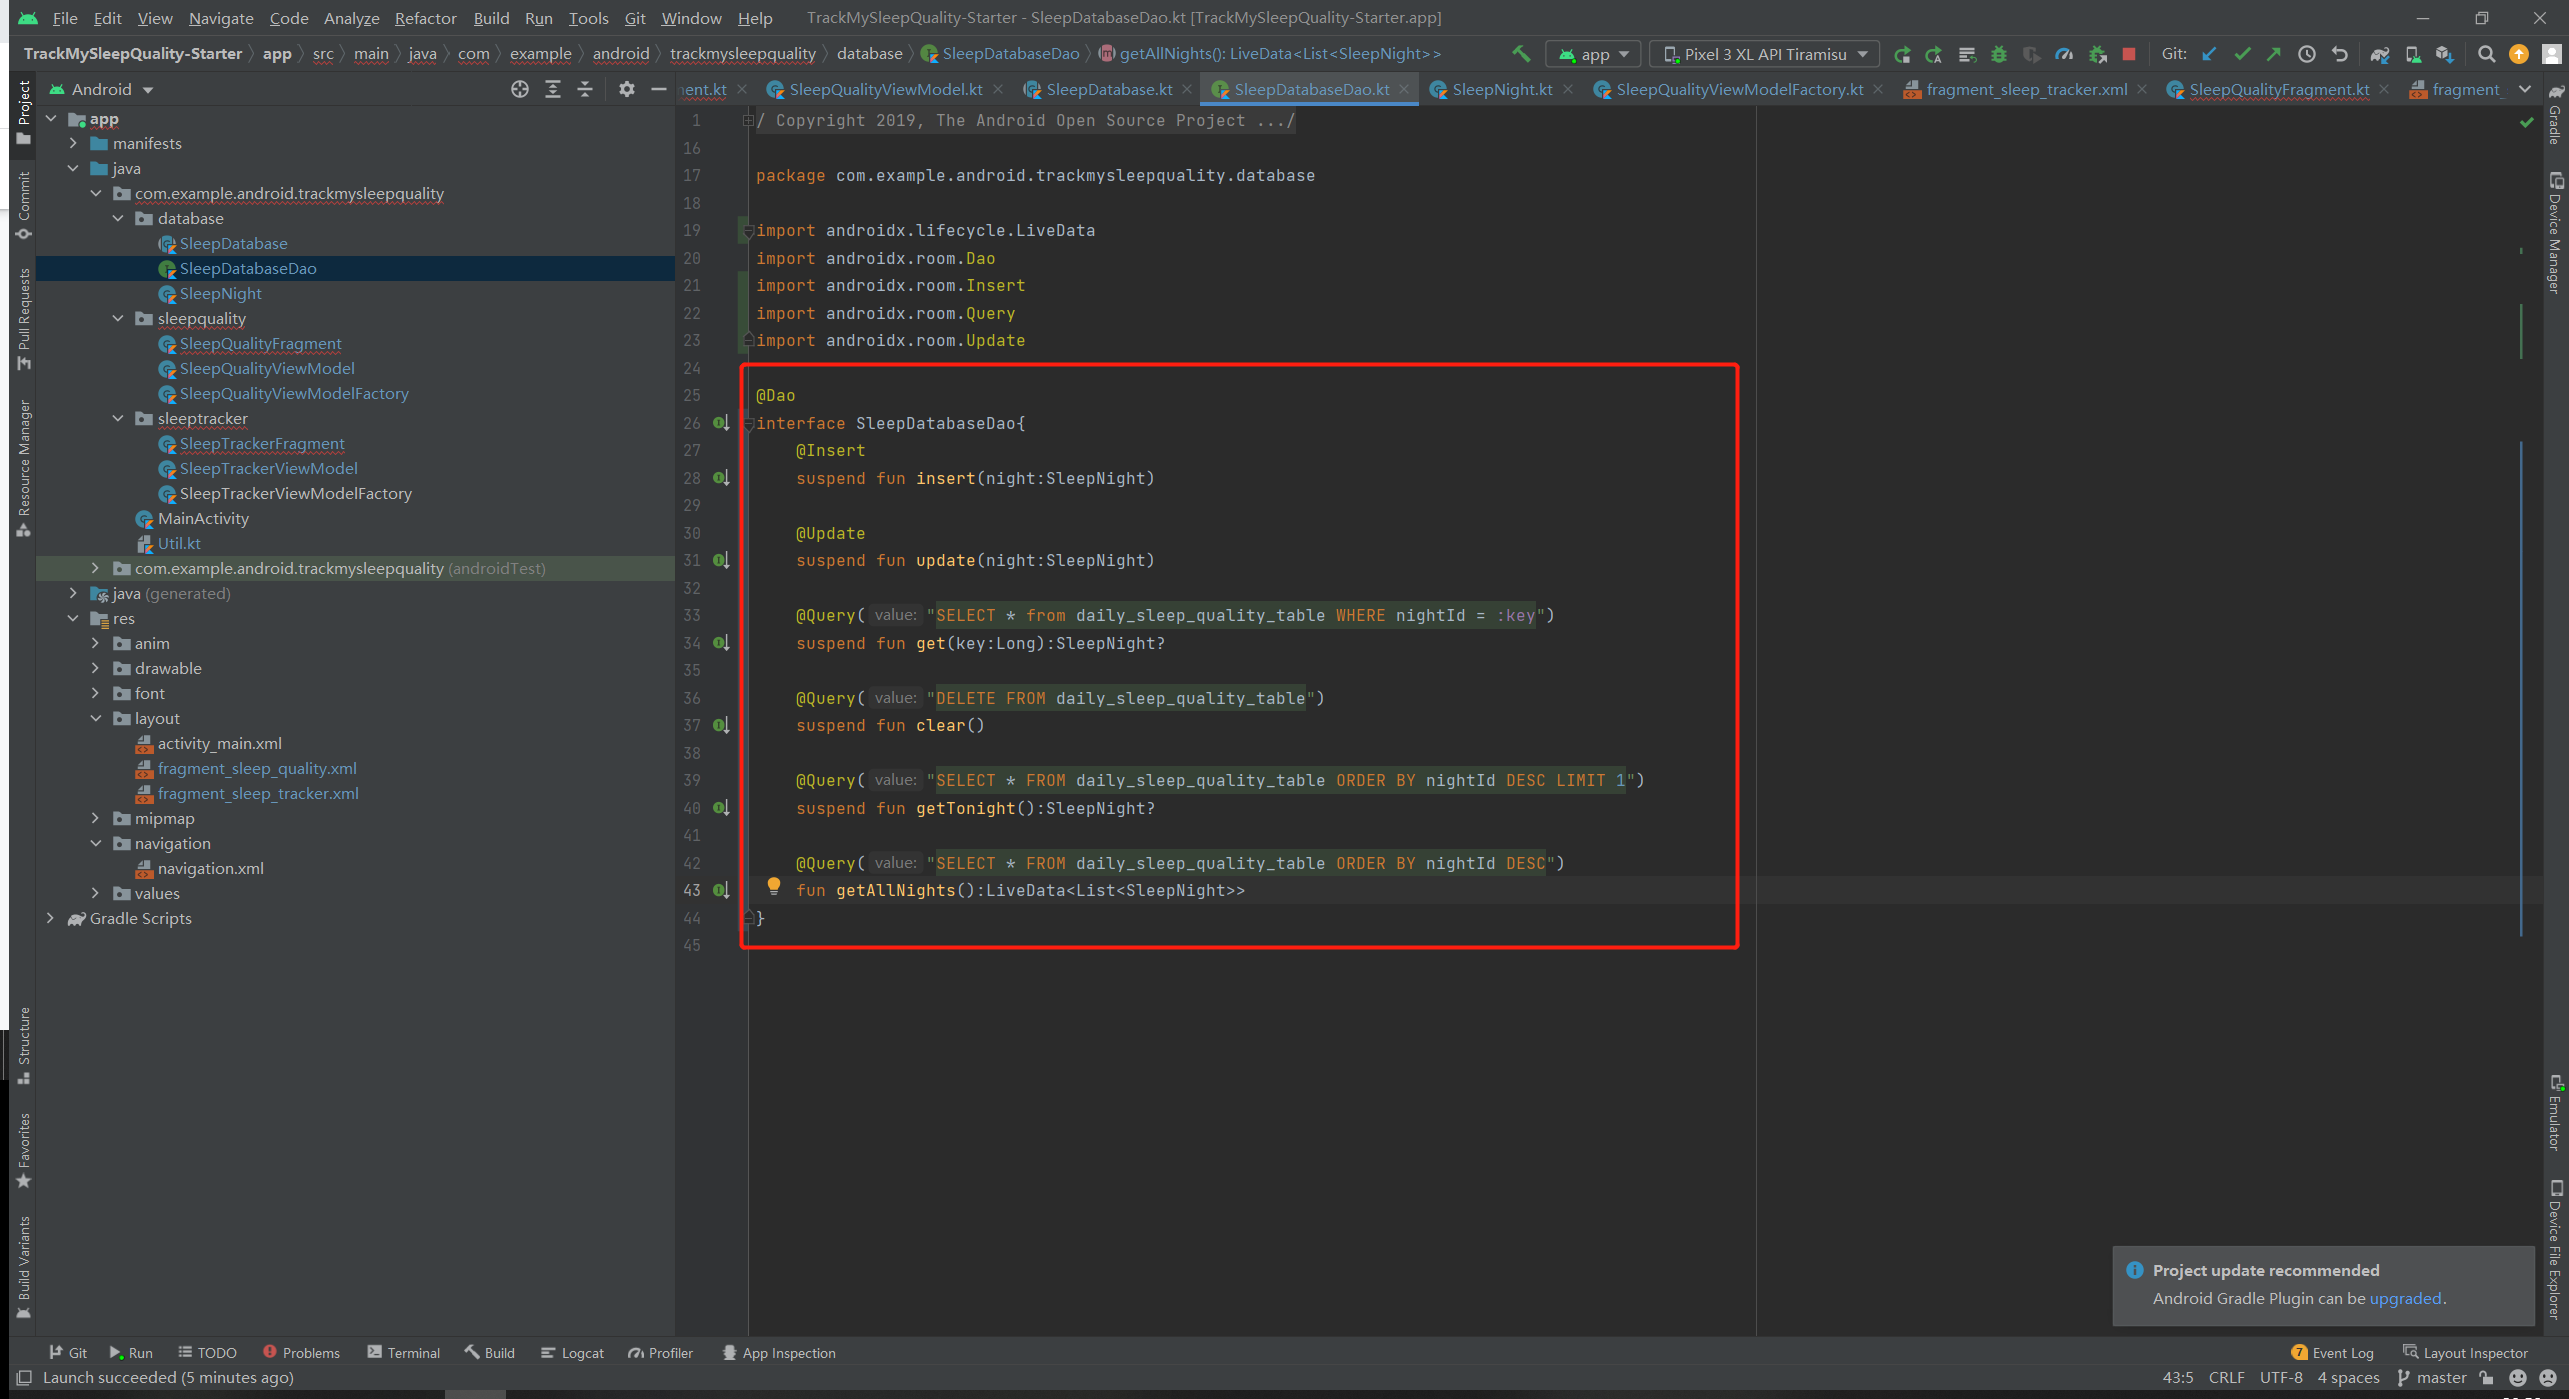 File Edit View Navigate Code Analyze Refactor Build Run Tools Git Window Help TrackMySleepQuality-Starter - SleepDatabaseDao.kt [TrackMySleepQuality-Starter.app]
TrackMySleepQuality-Starter app src main java com example android trackmysleepquality database SleepDatabaseDao getAllNights(): LiveData<List<SleepNight>> app Pixel 3 XL API Tiramisu Git:
Android
nent.kt SleepQualityViewModel.kt SleepDatabase.kt SleepDatabaseDao.kt SleepNight.kt SleepQualityViewModelFactory.kt fragment_sleep_tracker.xml SleepQualityFragment.kt fragment_
Project
Commit
Pull Requests
Resource Manager
Structure
Favorites
Build Variants
app
manifests
java
com.example.android.trackmysleepquality
database
SleepDatabase
SleepDatabaseDao
SleepNight
sleepquality
SleepQualityFragment
SleepQualityViewModel
SleepQualityViewModelFactory
sleeptracker
SleepTrackerFragment
SleepTrackerViewModel
SleepTrackerViewModelFactory
MainActivity
Util.kt
com.example.android.trackmysleepquality (androidTest)
java (generated)
res
anim
drawable
font
layout
activity_main.xml
fragment_sleep_quality.xml
fragment_sleep_tracker.xml
mipmap
navigation
navigation.xml
values
Gradle Scripts
1 / Copyright 2019, The Android Open Source Project .../
16
17 package com.example.android.trackmysleepquality.database
18
19 import androidx.lifecycle.LiveData
20 import androidx.room.Dao
21 import androidx.room.Insert
22 import androidx.room.Query
23 import androidx.room.Update
24
25 @Dao
26 interface SleepDatabaseDao{
27 @Insert
28 suspend fun insert(night:SleepNight)
29
30 @Update
31 suspend fun update(night:SleepNight)
32
33 @Query( value: "SELECT * from daily_sleep_quality_table WHERE nightId = :key")
34 suspend fun get(key:Long):SleepNight?
35
36 @Query( value: "DELETE FROM daily_sleep_quality_table")
37 suspend fun clear()
38
39 @Query( value: "SELECT * FROM daily_sleep_quality_table ORDER BY nightId DESC LIMIT 1")
40 suspend fun getTonight():SleepNight?
41
42 @Query( value: "SELECT * FROM daily_sleep_quality_table ORDER BY nightId DESC")
43 fun getAllNights():LiveData<List<SleepNight>>
44 }
45
Gradle
Device Manager
Emulator
Device File Explorer
Project update recommended
Android Gradle Plugin can be upgraded.
Git Run TODO Problems Terminal Build Logcat Profiler App Inspection 7 Event Log Layout Inspector
Launch succeeded (5 minutes ago) 43:5 CRLF UTF-8 4 spaces master